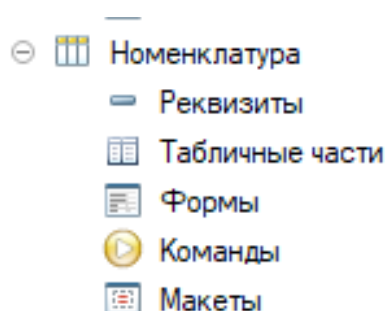 Номенклатура
Реквизиты
Табличные части
Формы
Команды
Макеты